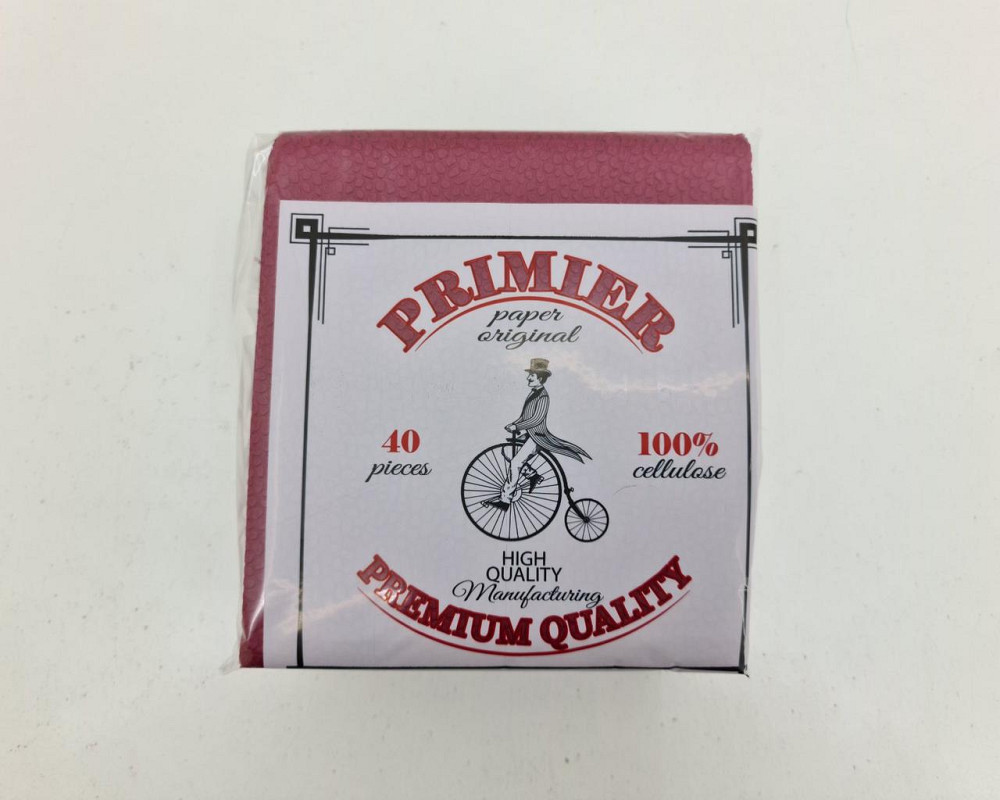 PRIMIER
paper
original
40
pieces
100%
cellulose
HIGH
QUALITY
Manufacturing
PREMIUM QUALITY